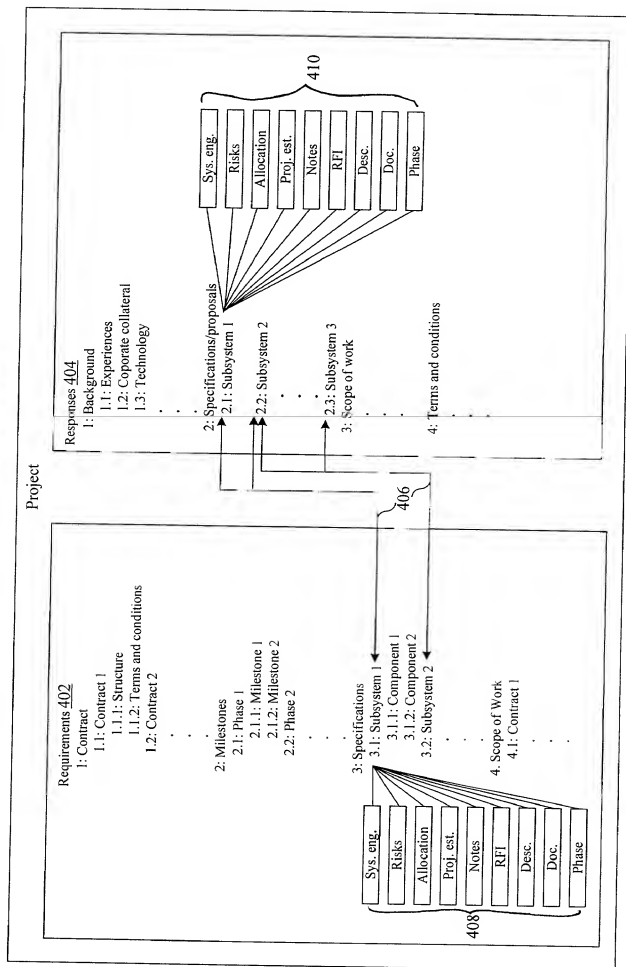 Project
Requirements 402
1: Contract
1.1: Contract 1
1.1.1: Structure
1.1.2: Terms and conditions
1.2: Contract 2
.
.
.
2: Milestones
2.1: Phase 1
2.1.1: Milestone 1
2.1.2: Milestone 2
2.2: Phase 2
.
.
.
3: Specifications
3.1: Subsystem 1
3.1.1: Component 1
3.1.2: Component 2
3.2: Subsystem 2
.
.
.
4. Scope of Work
4.1: Contract 1
.
.
.
Sys. eng.
Risks
Allocation
Proj. est.
Notes
RFI
Desc.
Doc.
Phase
408
406
Responses 404
1: Background
1.1: Experiences
1.2: Coporate collateral
1.3: Technology
.
.
.
2: Specifications/proposals
2.1: Subsystem 1
2.2: Subsystem 2
.
.
.
2.3: Subsystem 3
3: Scope of work
.
.
.
4: Terms and conditions
.
.
.
Sys. eng.
Risks
Allocation
Proj. est.
Notes
RFI
Desc.
Doc.
Phase
410